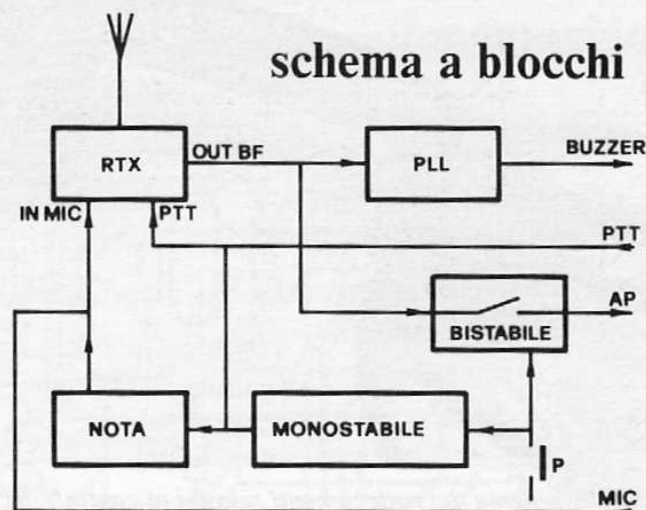 schema a blocchi
RTX
OUT BF
PLL
BUZZER
IN MIC
PTT
PTT
AP
BISTABILE
NOTA
MONOSTABILE
P
MIC